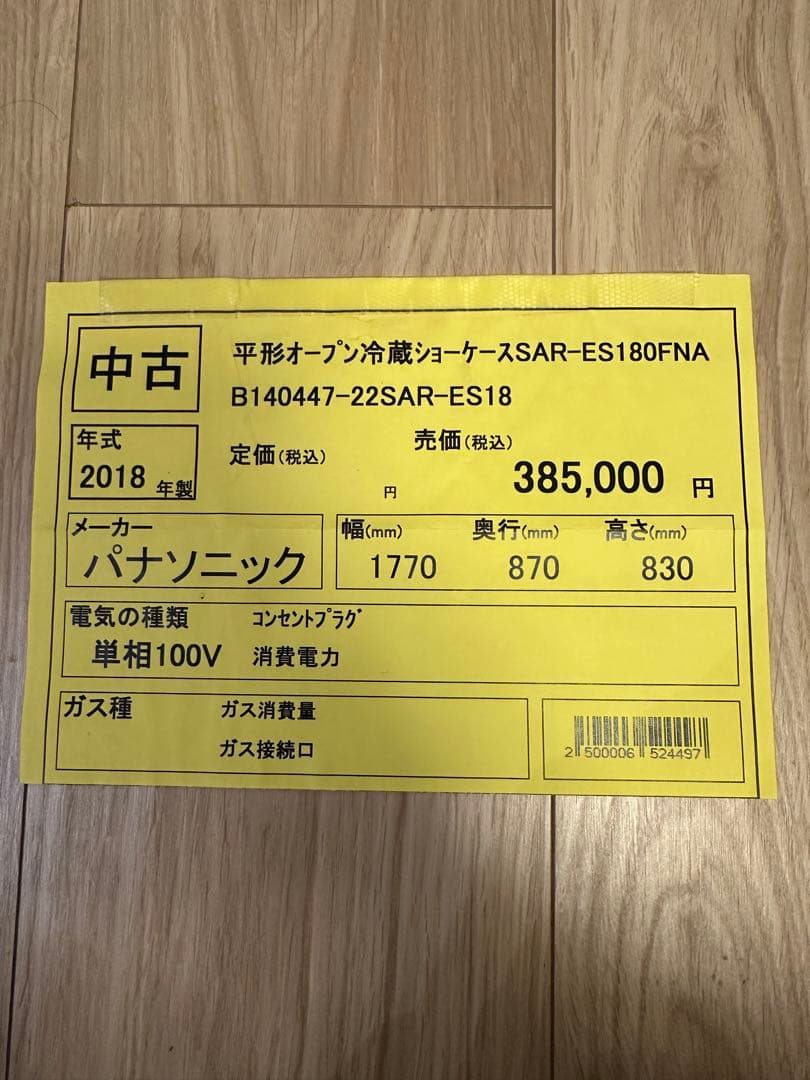 中古
平形オープン冷蔵ショーケースSAR-ES180FNA
B140447-22SAR-ES18
年式
2018 年製
定価(税込)
円
売価(税込)
385,000 円
メーカー
パナソニック
幅(mm) 奥行(mm) 高さ(mm)
1770 870 830
電気の種類 コンセントプラグ
単相100V 消費電力
ガス種 ガス消費量
ガス接続口
2 500006 524497